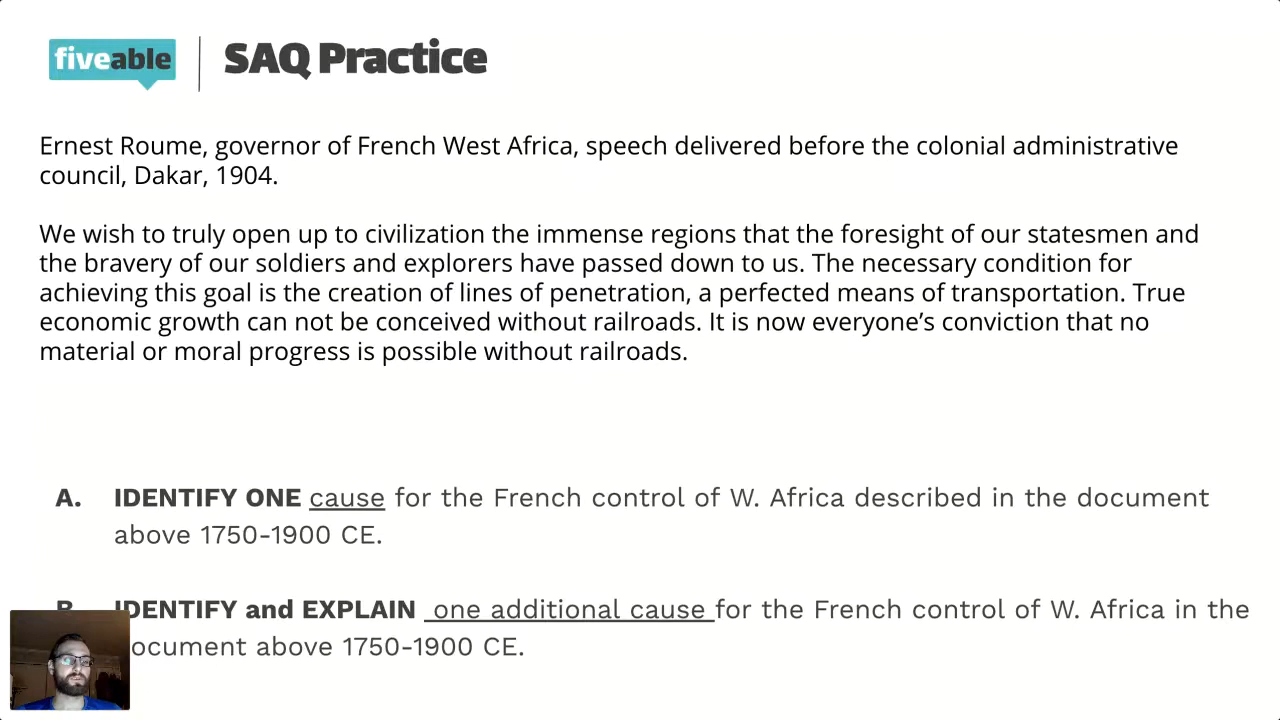 fiveable SAQ Practice
Ernest Roume, governor of French West Africa, speech delivered before the colonial administrative
council, Dakar, 1904.
We wish to truly open up to civilization the immense regions that the foresight of our statesmen and
the bravery of our soldiers and explorers have passed down to us. The necessary condition for
achieving this goal is the creation of lines of penetration, a perfected means of transportation. True
economic growth can not be conceived without railroads. It is now everyone’s conviction that no
material or moral progress is possible without railroads.
A. IDENTIFY ONE cause for the French control of W. Africa described in the document
above 1750-1900 CE.
B. IDENTIFY and EXPLAIN one additional cause for the French control of W. Africa in the
ocument above 1750-1900 CE.